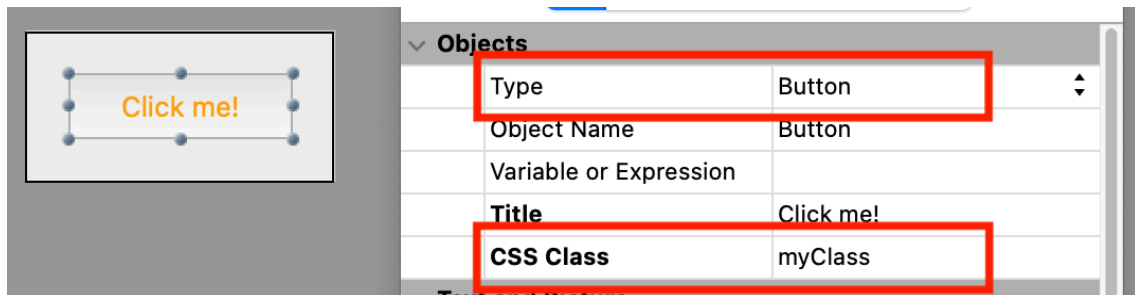 Click me!
Objects
Type Button
Object Name Button
Variable or Expression
Title Click me!
CSS Class myClass